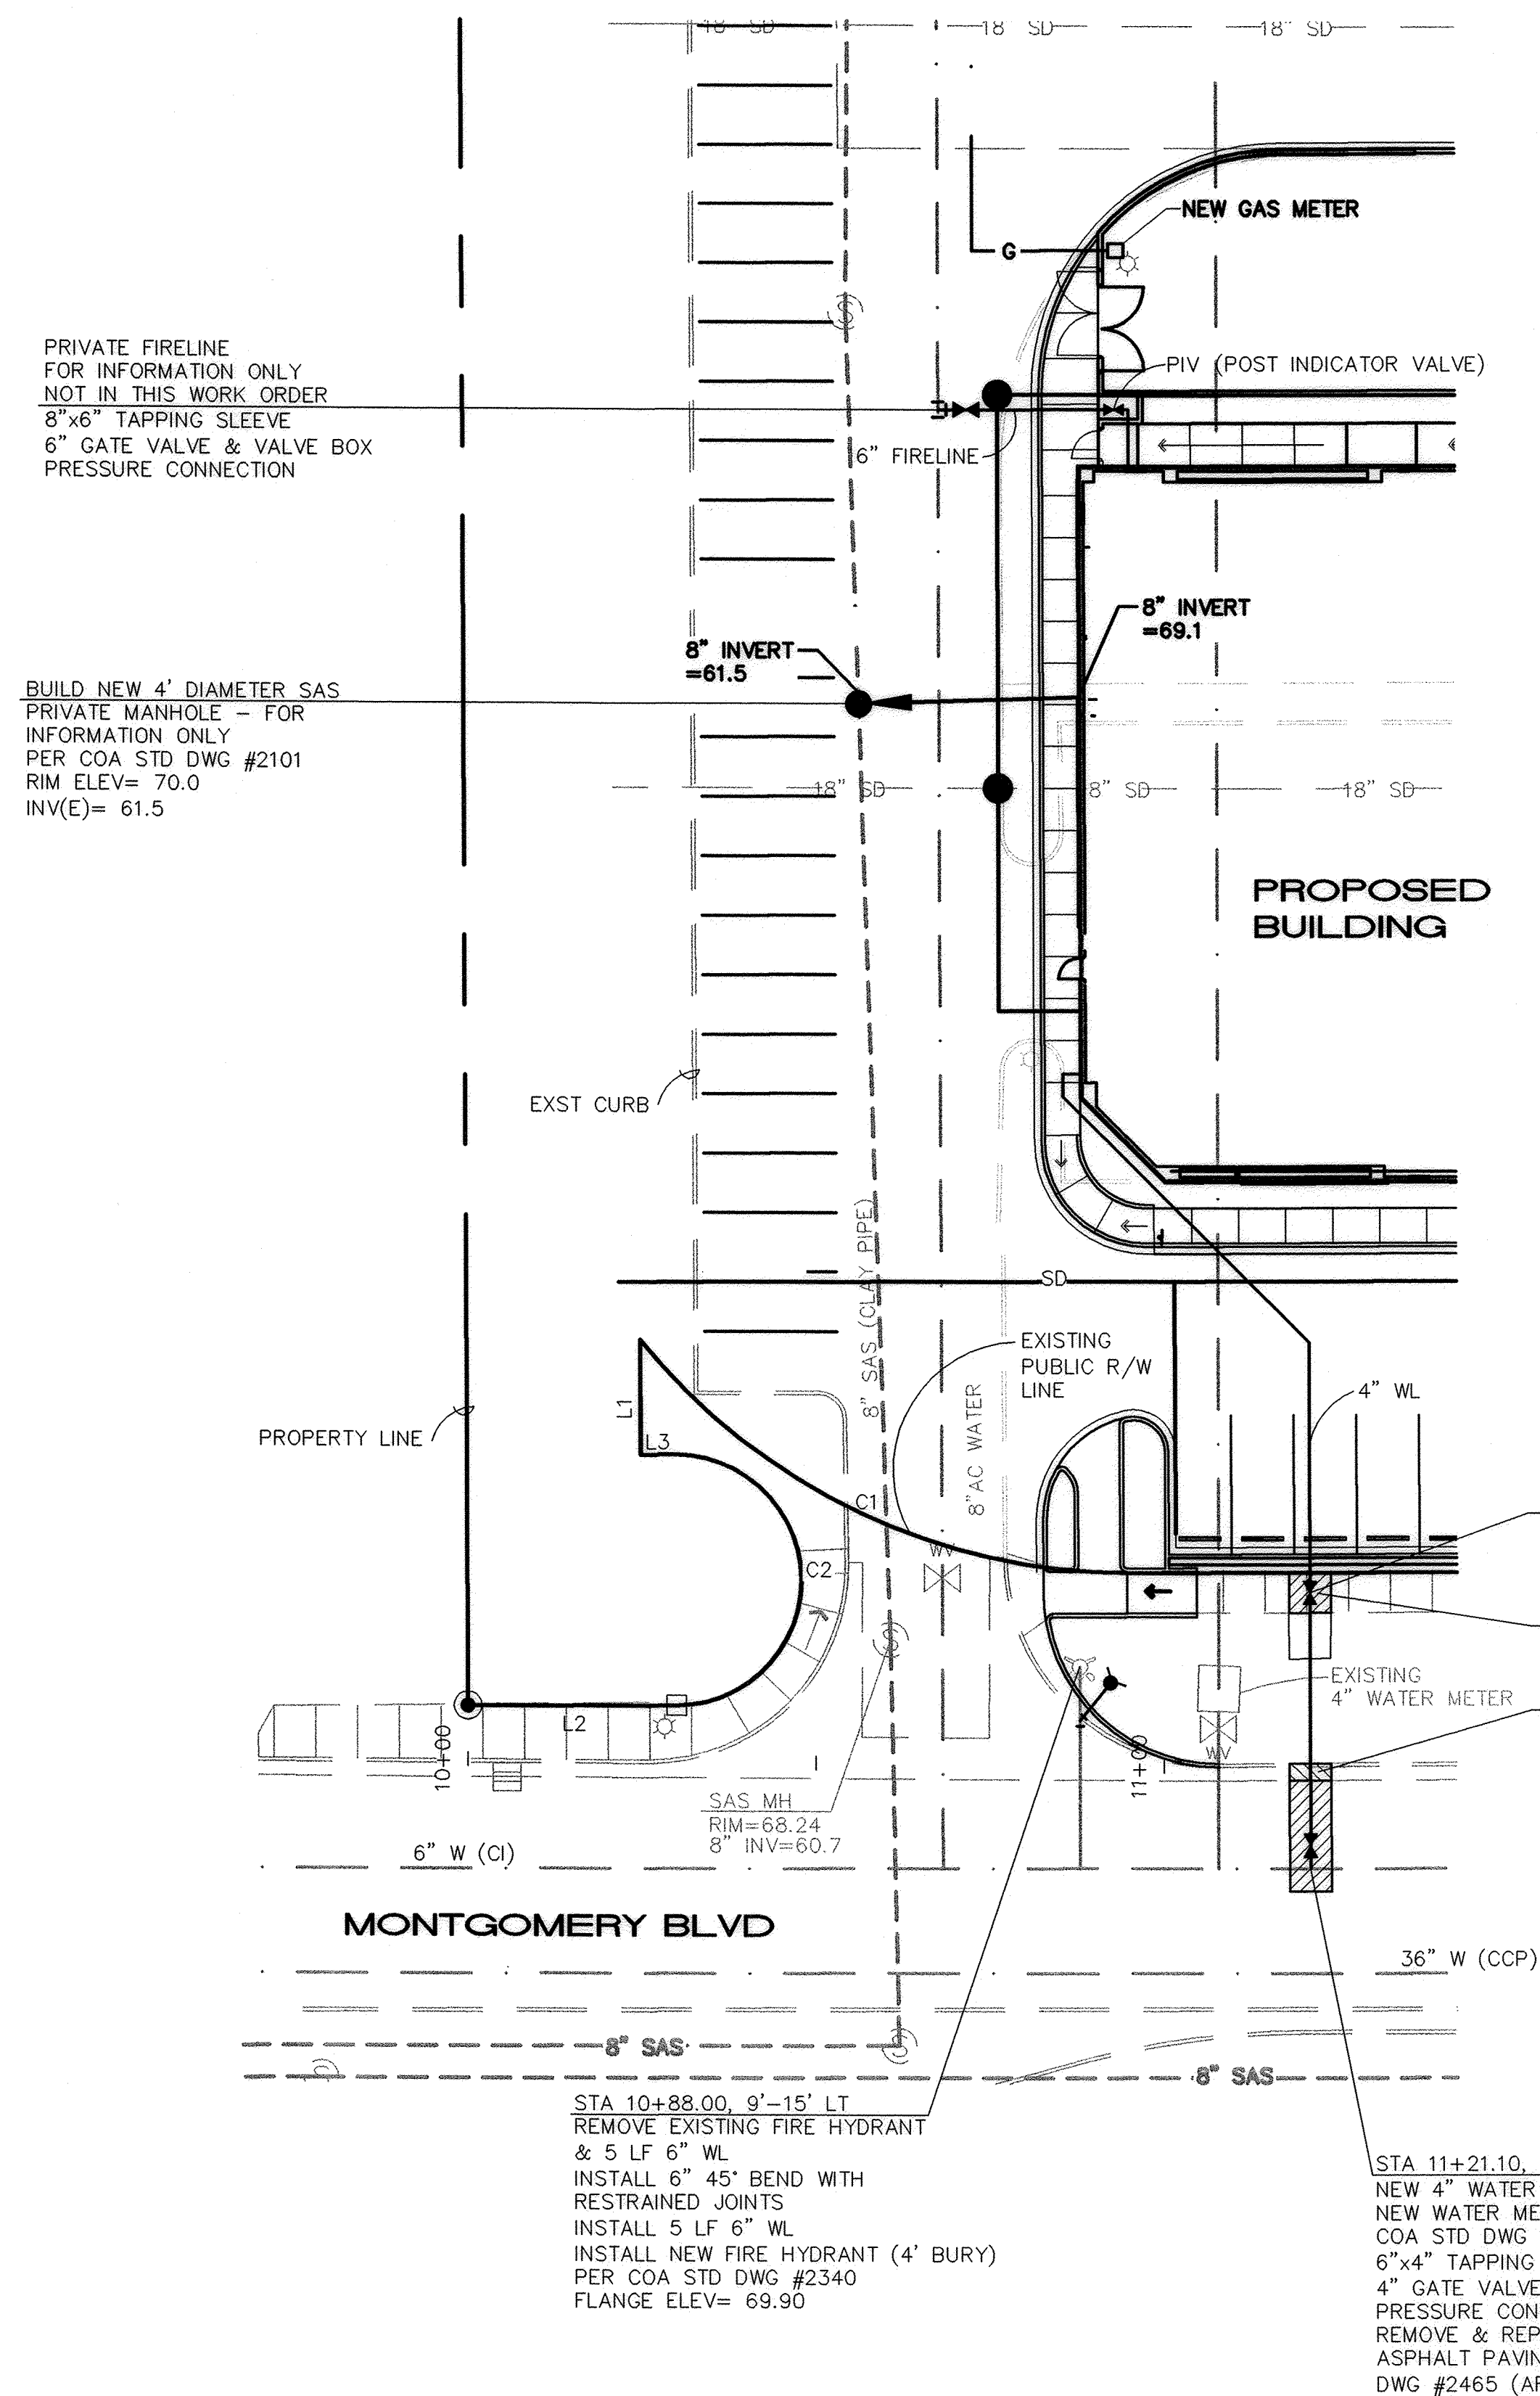 18" SD
18" SD
18" SD
NEW GAS METER
G
PRIVATE FIRELINE
FOR INFORMATION ONLY
NOT IN THIS WORK ORDER
8"x6" TAPPING SLEEVE
6" GATE VALVE & VALVE BOX
PRESSURE CONNECTION
PIV (POST INDICATOR VALVE)
6" FIRELINE
8" INVERT
=69.1
8" INVERT
=61.5
BUILD NEW 4' DIAMETER SAS
PRIVATE MANHOLE – FOR
INFORMATION ONLY
PER COA STD DWG #2101
RIM ELEV= 70.0
INV(E)= 61.5
18" SD
8" SD
18" SD
PROPOSED
BUILDING
EXST CURB
8" SAS (CLAY PIPE)
SD
EXISTING
PUBLIC R/W
LINE
8"AC WATER
4" WL
L1
L3
PROPERTY LINE
C1
WV
C2
EXISTING
4" WATER METER
WV
L2
10+00
11+00
SAS MH
RIM=68.24
8" INV=60.7
6" W (CI)
MONTGOMERY BLVD
36" W (CCP)
8" SAS
8" SAS
STA 10+88.00, 9'–15' LT
REMOVE EXISTING FIRE HYDRANT
& 5 LF 6" WL
INSTALL 6" 45° BEND WITH
RESTRAINED JOINTS
INSTALL 5 LF 6" WL
INSTALL NEW FIRE HYDRANT (4' BURY)
PER COA STD DWG #2340
FLANGE ELEV= 69.90
STA 11+21.10,
NEW 4" WATER
NEW WATER ME
COA STD DWG
6"x4" TAPPING
4" GATE VALVE
PRESSURE CON
REMOVE & REP
ASPHALT PAVIN
DWG #2465 (AF